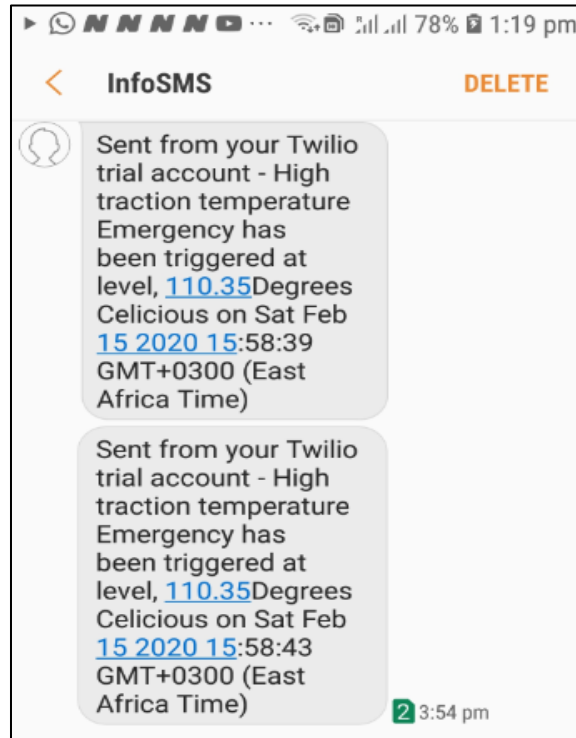 78% 1:19 pm
InfoSMS DELETE
Sent from your Twilio
trial account - High
traction temperature
Emergency has
been triggered at
level, 110.35Degrees
Celicious on Sat Feb
15 2020 15:58:39
GMT+0300 (East
Africa Time)
Sent from your Twilio
trial account - High
traction temperature
Emergency has
been triggered at
level, 110.35Degrees
Celicious on Sat Feb
15 2020 15:58:43
GMT+0300 (East
Africa Time)
2 3:54 pm